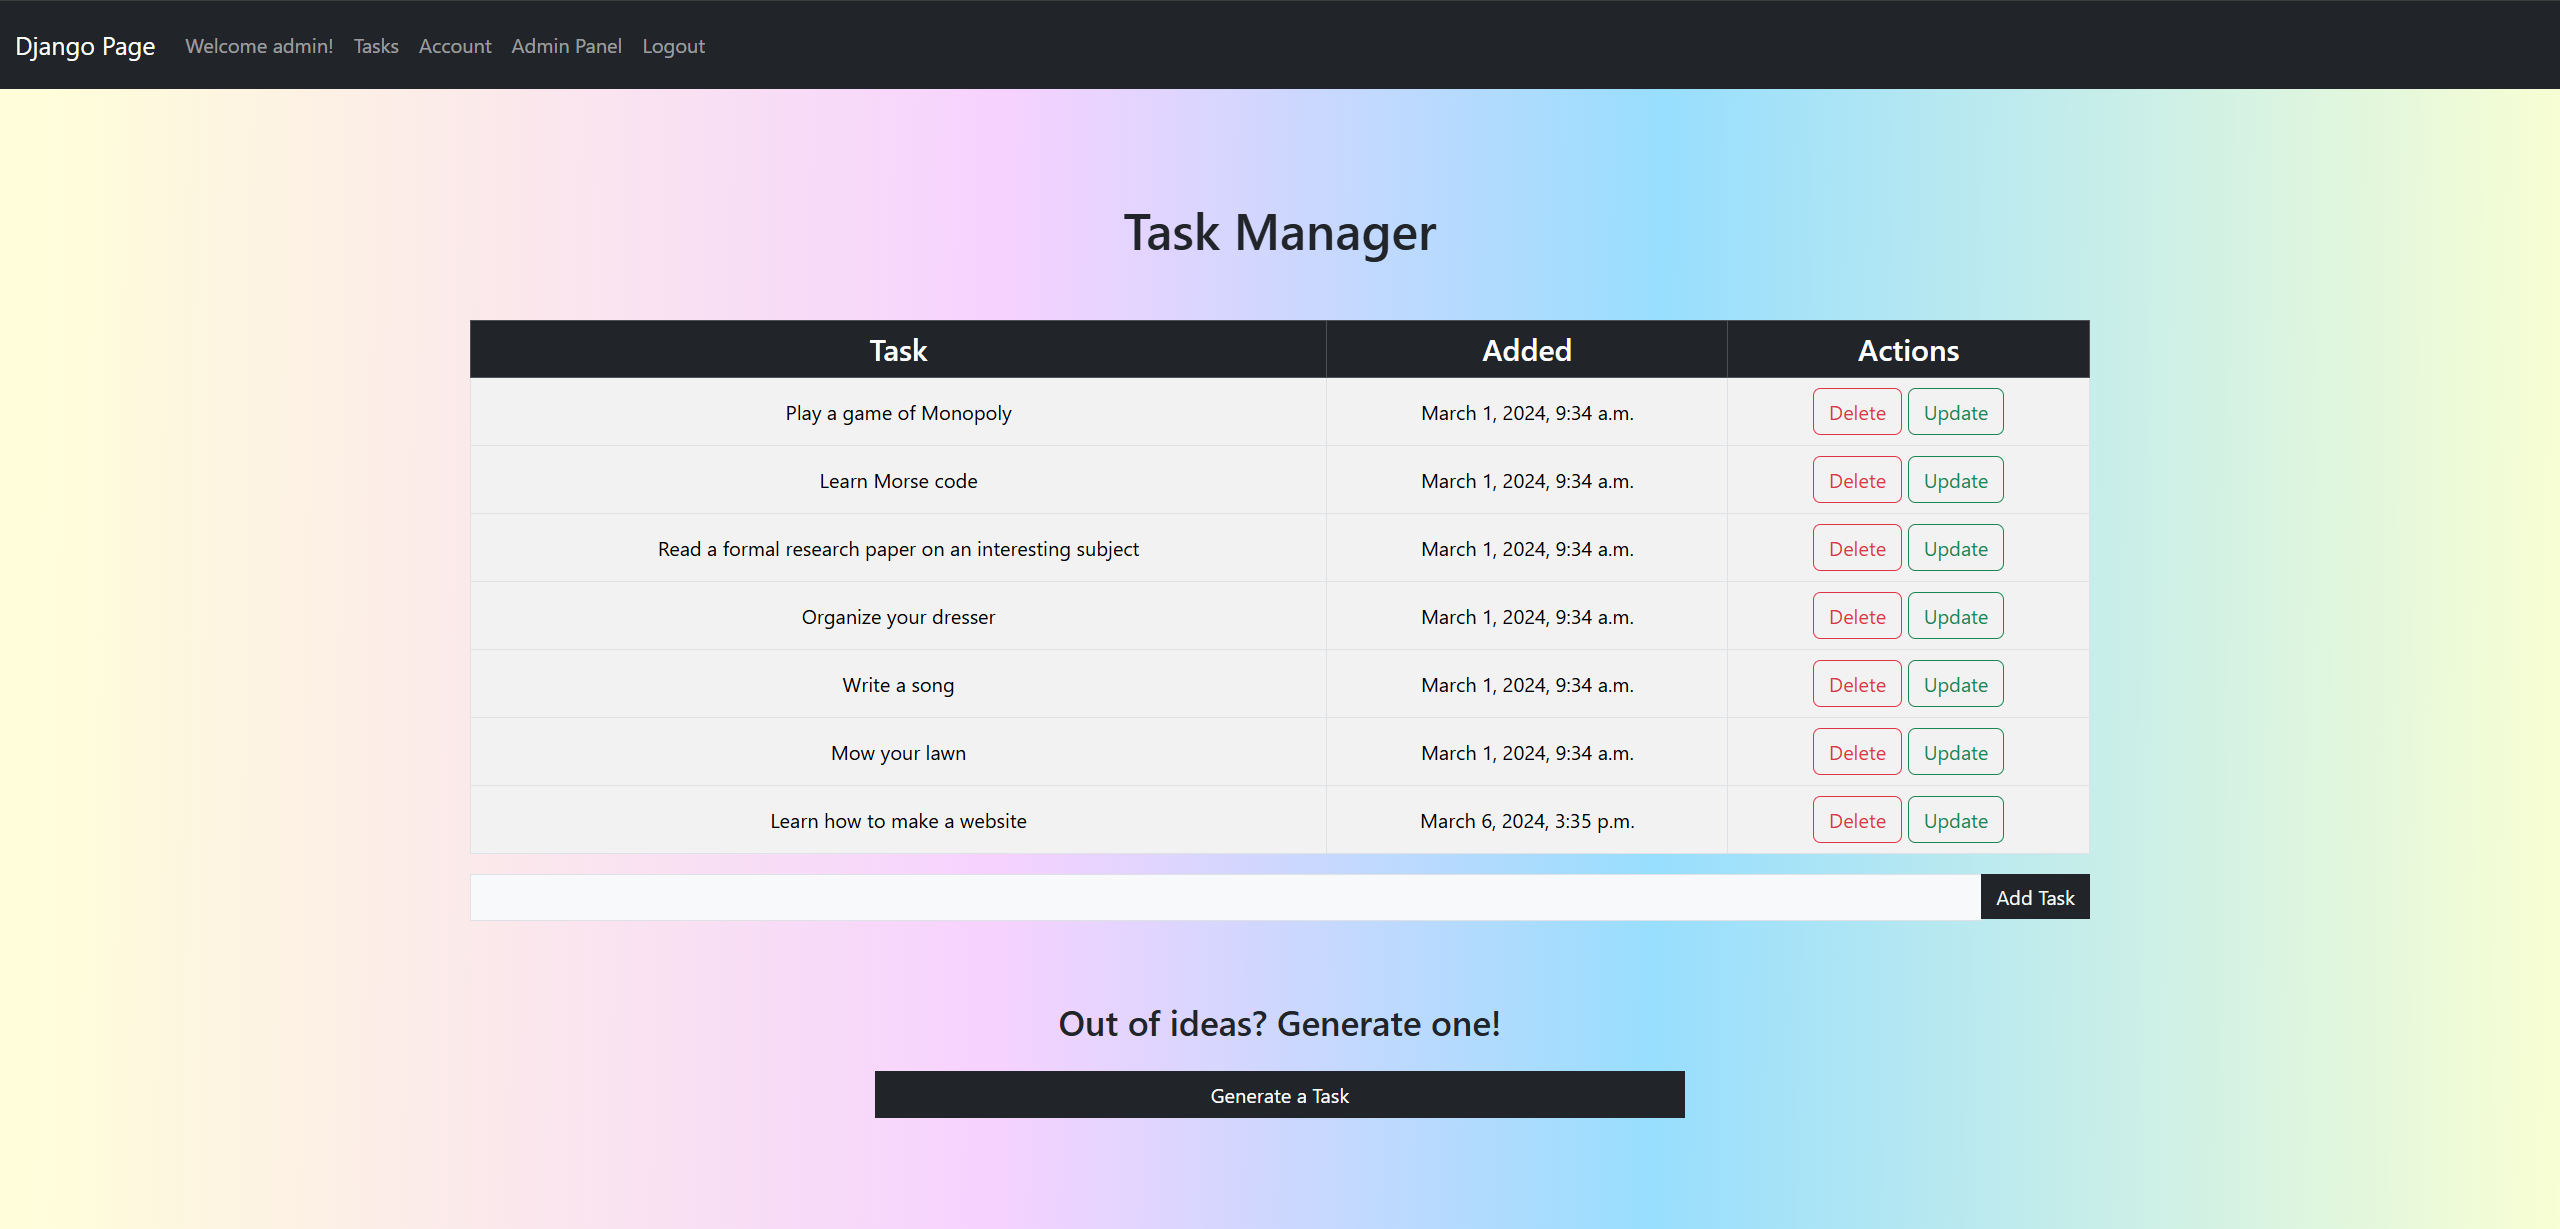 Django Page Welcome admin! Tasks Account Admin Panel Logout
Task Manager
Task Added Actions
Play a game of Monopoly March 1, 2024, 9:34 a.m. Delete Update
Learn Morse code March 1, 2024, 9:34 a.m. Delete Update
Read a formal research paper on an interesting subject March 1, 2024, 9:34 a.m. Delete Update
Organize your dresser March 1, 2024, 9:34 a.m. Delete Update
Write a song March 1, 2024, 9:34 a.m. Delete Update
Mow your lawn March 1, 2024, 9:34 a.m. Delete Update
Learn how to make a website March 6, 2024, 3:35 p.m. Delete Update
Add Task
Out of ideas? Generate one!
Generate a Task